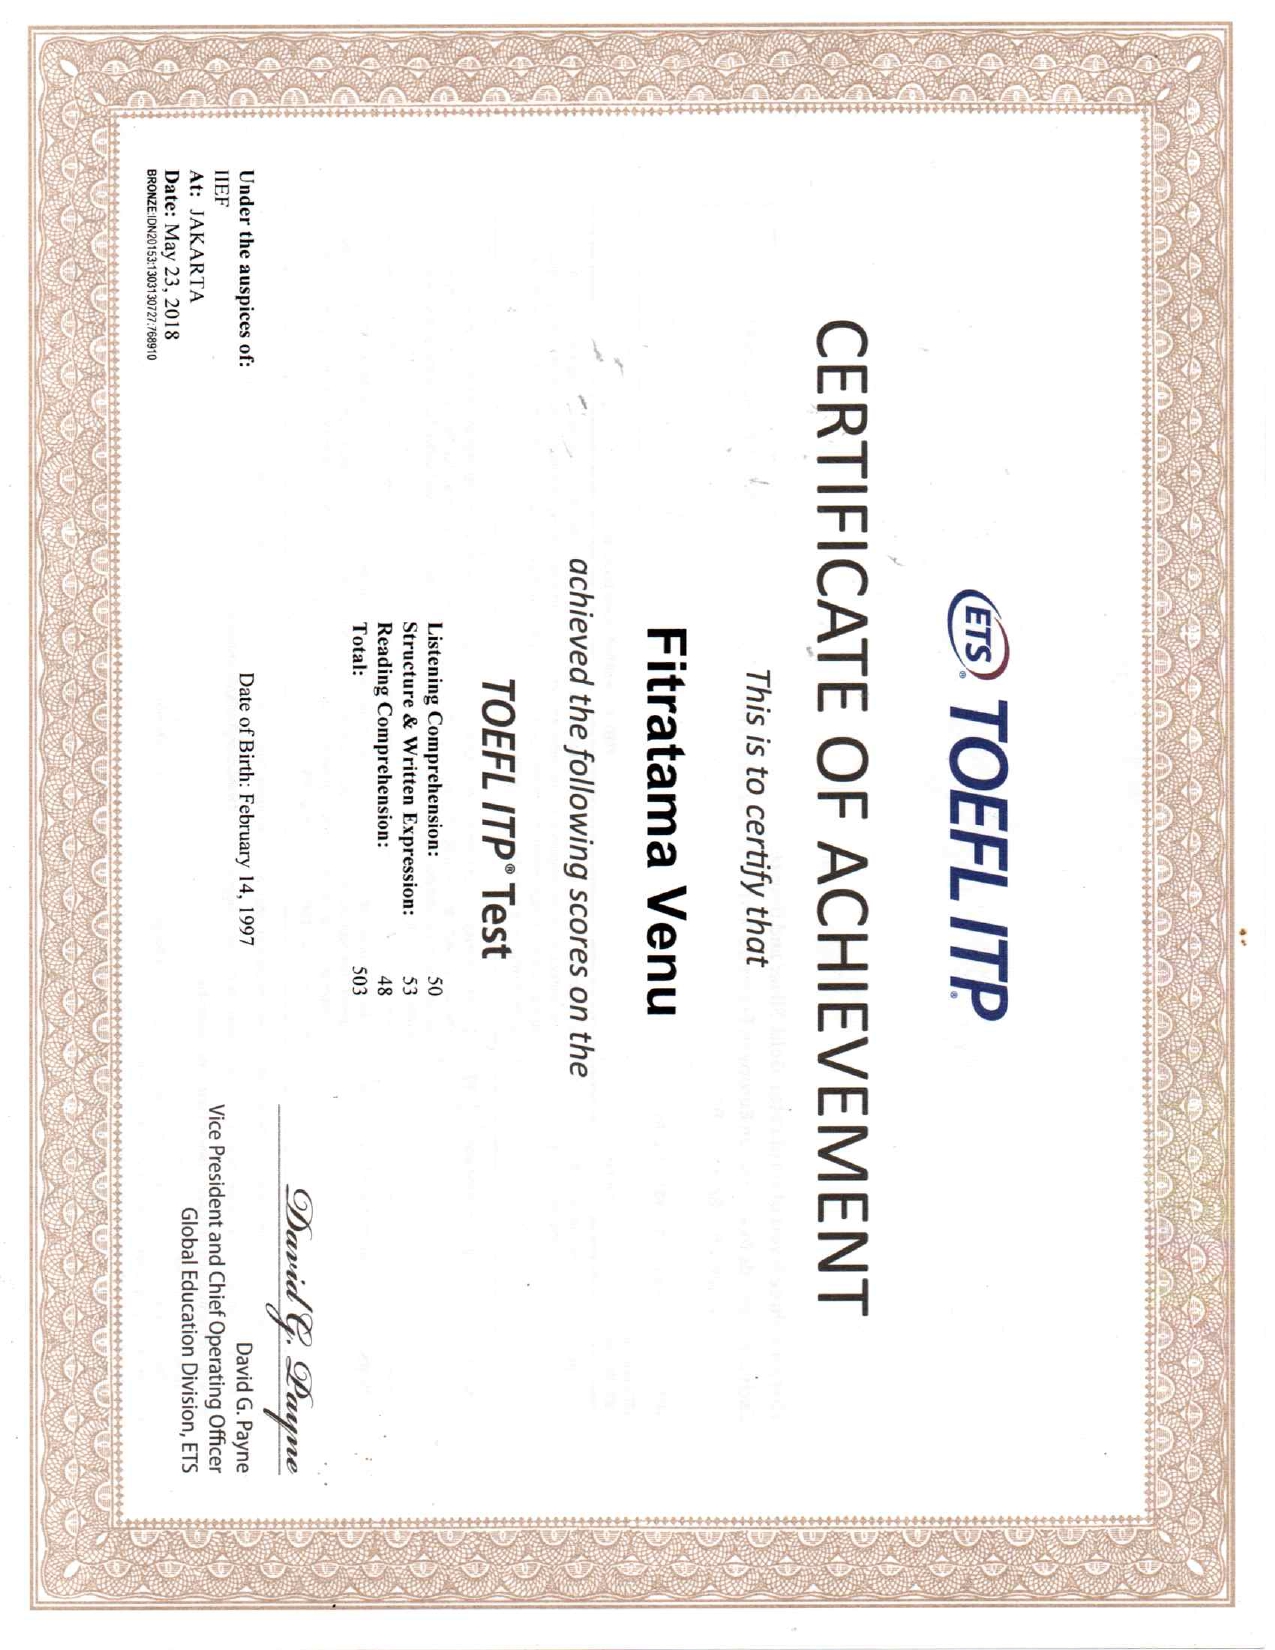 ETS® TOEFL ITP®
CERTIFICATE OF ACHIEVEMENT
This is to certify that
Fitratama Venu
achieved the following scores on the
TOEFL ITP® Test
Listening Comprehension: 50
Structure & Written Expression: 53
Reading Comprehension: 48
Total: 503
David G. Payne
Under the auspices of:
IIEF
At: JAKARTA
Date: May 23, 2018
BRONZE:IDN20153:1303130727:768910
Date of Birth: February 14, 1997
David G. Payne
Vice President and Chief Operating Officer
Global Education Division, ETS